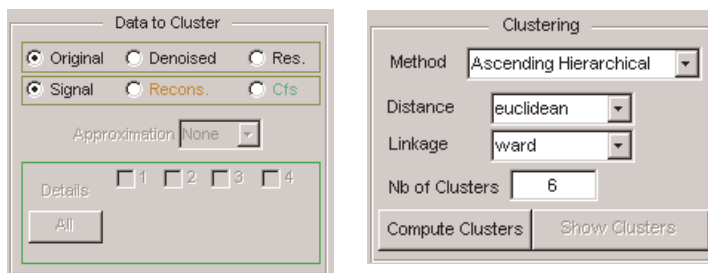 Data to Cluster
Original Denoised Res.
Signal Recons. Cfs
Approximation None
Details 1 2 3 4
All
Clustering
Method Ascending Hierarchical
Distance euclidean
Linkage ward
Nb of Clusters 6
Compute Clusters Show Clusters